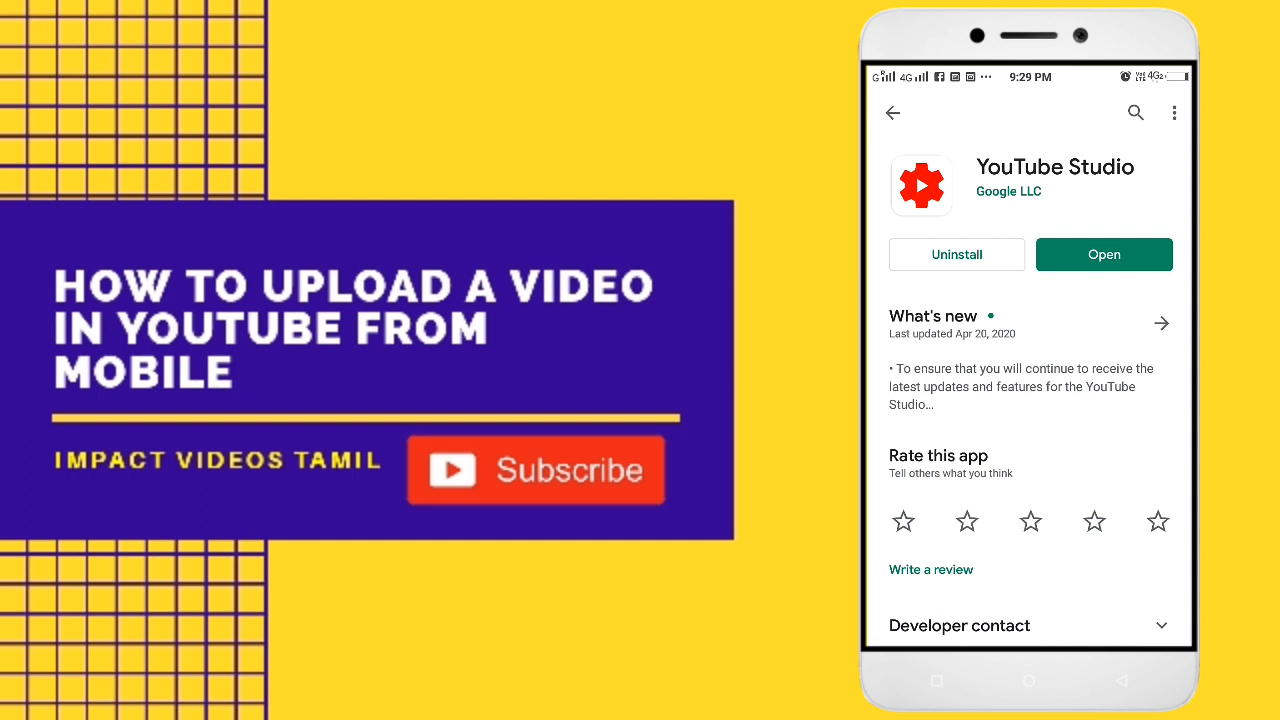 HOW TO UPLOAD A VIDEO
IN YOUTUBE FROM
MOBILE
IMPACT VIDEOS TAMIL
Subscribe
G 4G 9:29 PM 4G2
YouTube Studio
Google LLC
Uninstall
Open
What's new
Last updated Apr 20, 2020
• To ensure that you will continue to receive the
latest updates and features for the YouTube
Studio...
Rate this app
Tell others what you think
Write a review
Developer contact